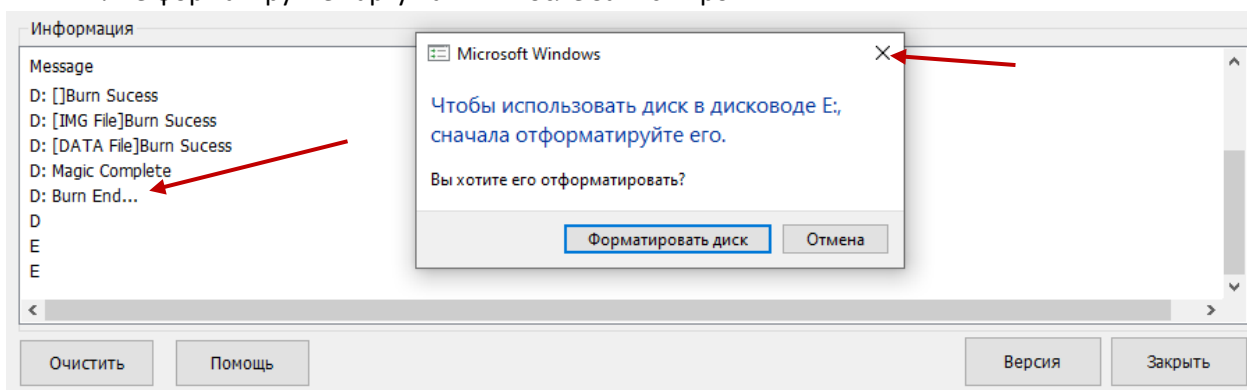 Информация
Message
D: []Burn Sucess
D: [IMG File]Burn Sucess
D: [DATA File]Burn Sucess
D: Magic Complete
D: Burn End...
D
E
E
Microsoft Windows
Чтобы использовать диск в дисководе E:,
сначала отформатируйте его.
Вы хотите его отформатировать?
Форматировать диск Отмена
Очистить Помощь Версия Закрыть